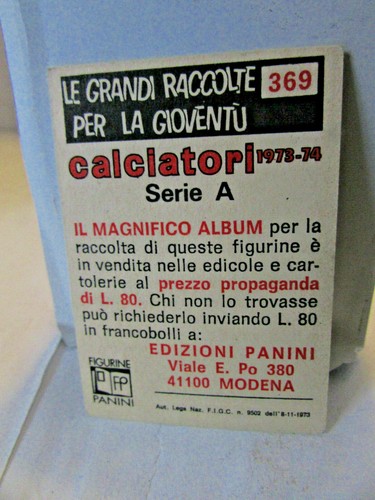 LE GRANDI RACCOLTE 369
PER LA GIOVENTÙ
calciatori 1973-74
Serie A
IL MAGNIFICO ALBUM per la
raccolta di queste figurine è
in vendita nelle edicole e car-
tolerie al prezzo propaganda
di L. 80. Chi non lo trovasse
può richiederlo inviando L. 80
in francobolli a:
EDIZIONI PANINI
Viale E. Po 380
41100 MODENA
FIGURINE
FP
PANINI
Aut. Lega Naz. F.I.G.C. n. 9502 dell'8-11-1973